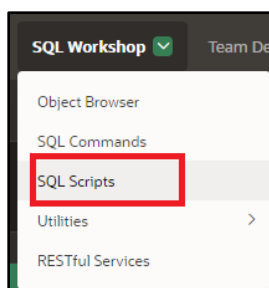 SQL Workshop Team De
Object Browser
SQL Commands
SQL Scripts
Utilities
RESTful Services